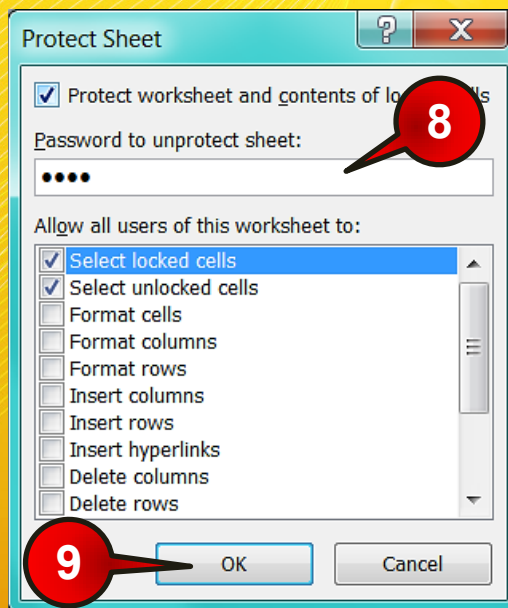 Protect Sheet
Protect worksheet and contents of
8
Password to unprotect sheet:
••••
Allow all users of this worksheet to:
Select locked cells
Select unlocked cells
Format cells
Format columns
Format rows
Insert columns
Insert rows
Insert hyperlinks
Delete columns
Delete rows
9
OK
Cancel